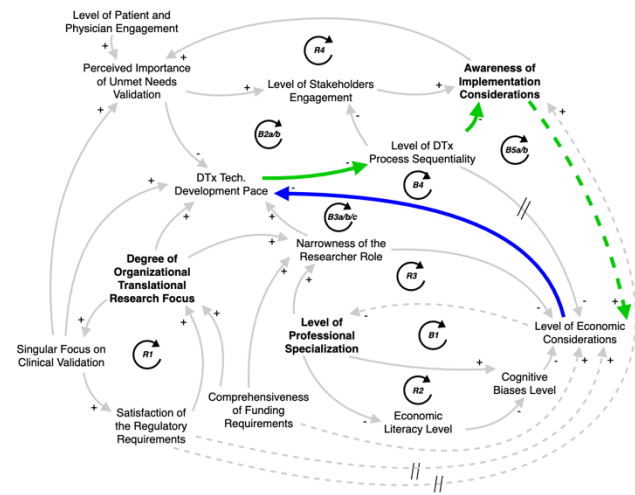 Level of Patient and
Physician Engagement
+
+
R4
Perceived Importance
of Unmet Needs
Validation
+
Level of Stakeholders
Engagement
+
Awareness of
Implementation
Considerations
+
+
-
-
-
B2a/b
Level of DTx
Process Sequentiality
B5a/b
-
DTx Tech.
Development Pace
-
-
B4
+
+
+
B3a/b/c
Narrowness of the
Researcher Role
+
+
+
R3
Degree of
Organizational
Translational
Research Focus
+
+
+
Level of
Professional
Specialization
-
B1
-
-
+
Level of Economic
Considerations
-
+
+
+
Singular Focus on
Clinical Validation
R1
Cognitive
Biases Level
R2
+
Satisfaction of
the Regulatory
Requirements
Comprehensiveness
of Funding
Requirements
-
Economic
Literacy Level
-